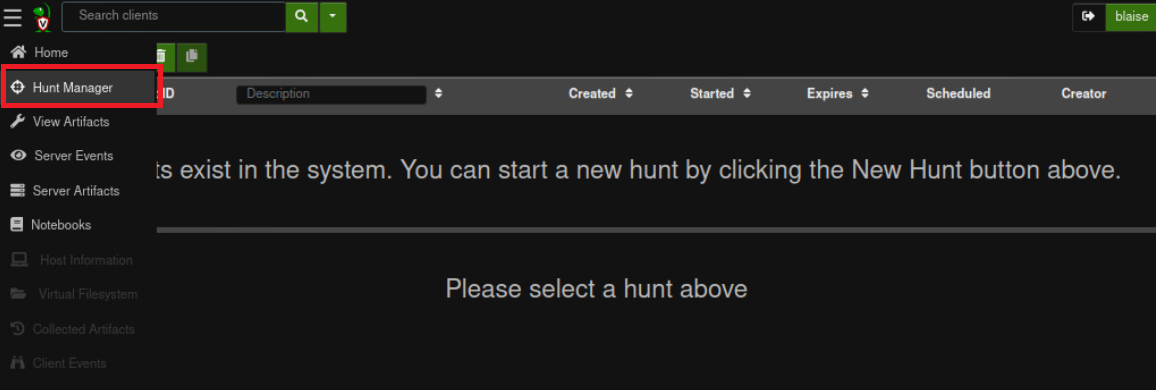 Search clients
blaise
Home
Hunt Manager
ID Description Created Started Expires Scheduled Creator
View Artifacts
Server Events
ts exist in the system. You can start a new hunt by clicking the New Hunt button above.
Server Artifacts
Notebooks
Host Information
Virtual Filesystem
Please select a hunt above
Collected Artifacts
Client Events